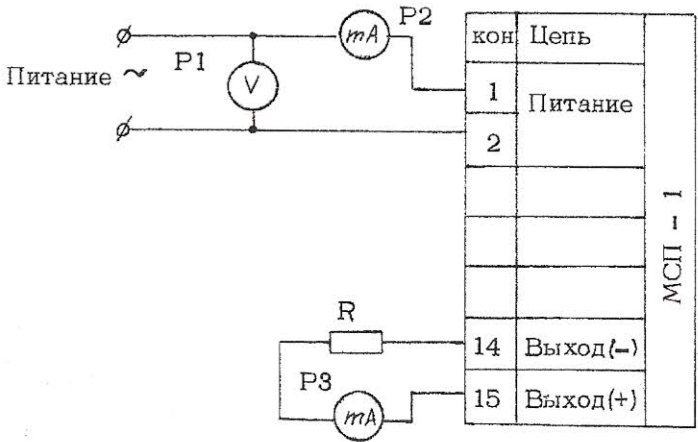 P2
mA
кон Цепь
P1
Питание ~
V
1
Питание
2
МСП - 1
R
14 Выход(-)
P3
mA
15 Выход(+)